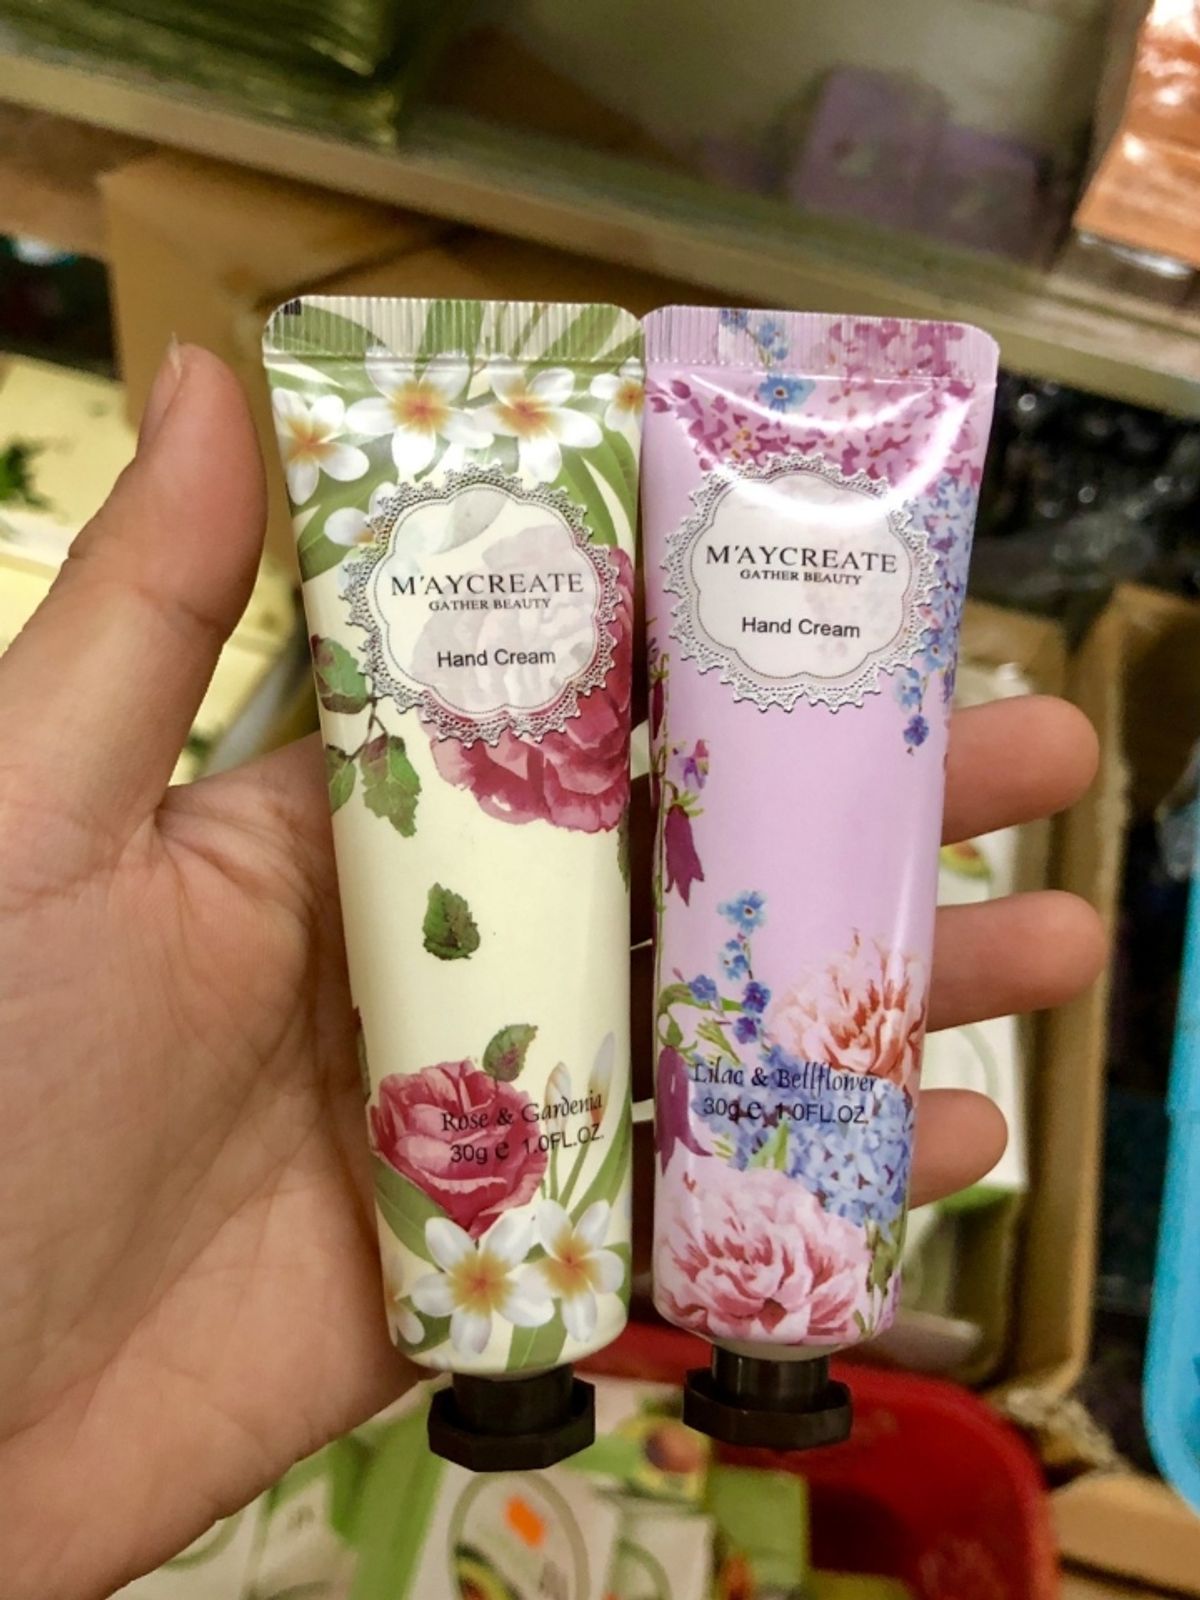 M'AYCREATE
GATHER BEAUTY
Hand Cream
Rose & Gardenia
30g e 1.0FL.OZ.
M'AYCREATE
GATHER BEAUTY
Hand Cream
Lilac & Bellflower
30g e 1.0FL.OZ.